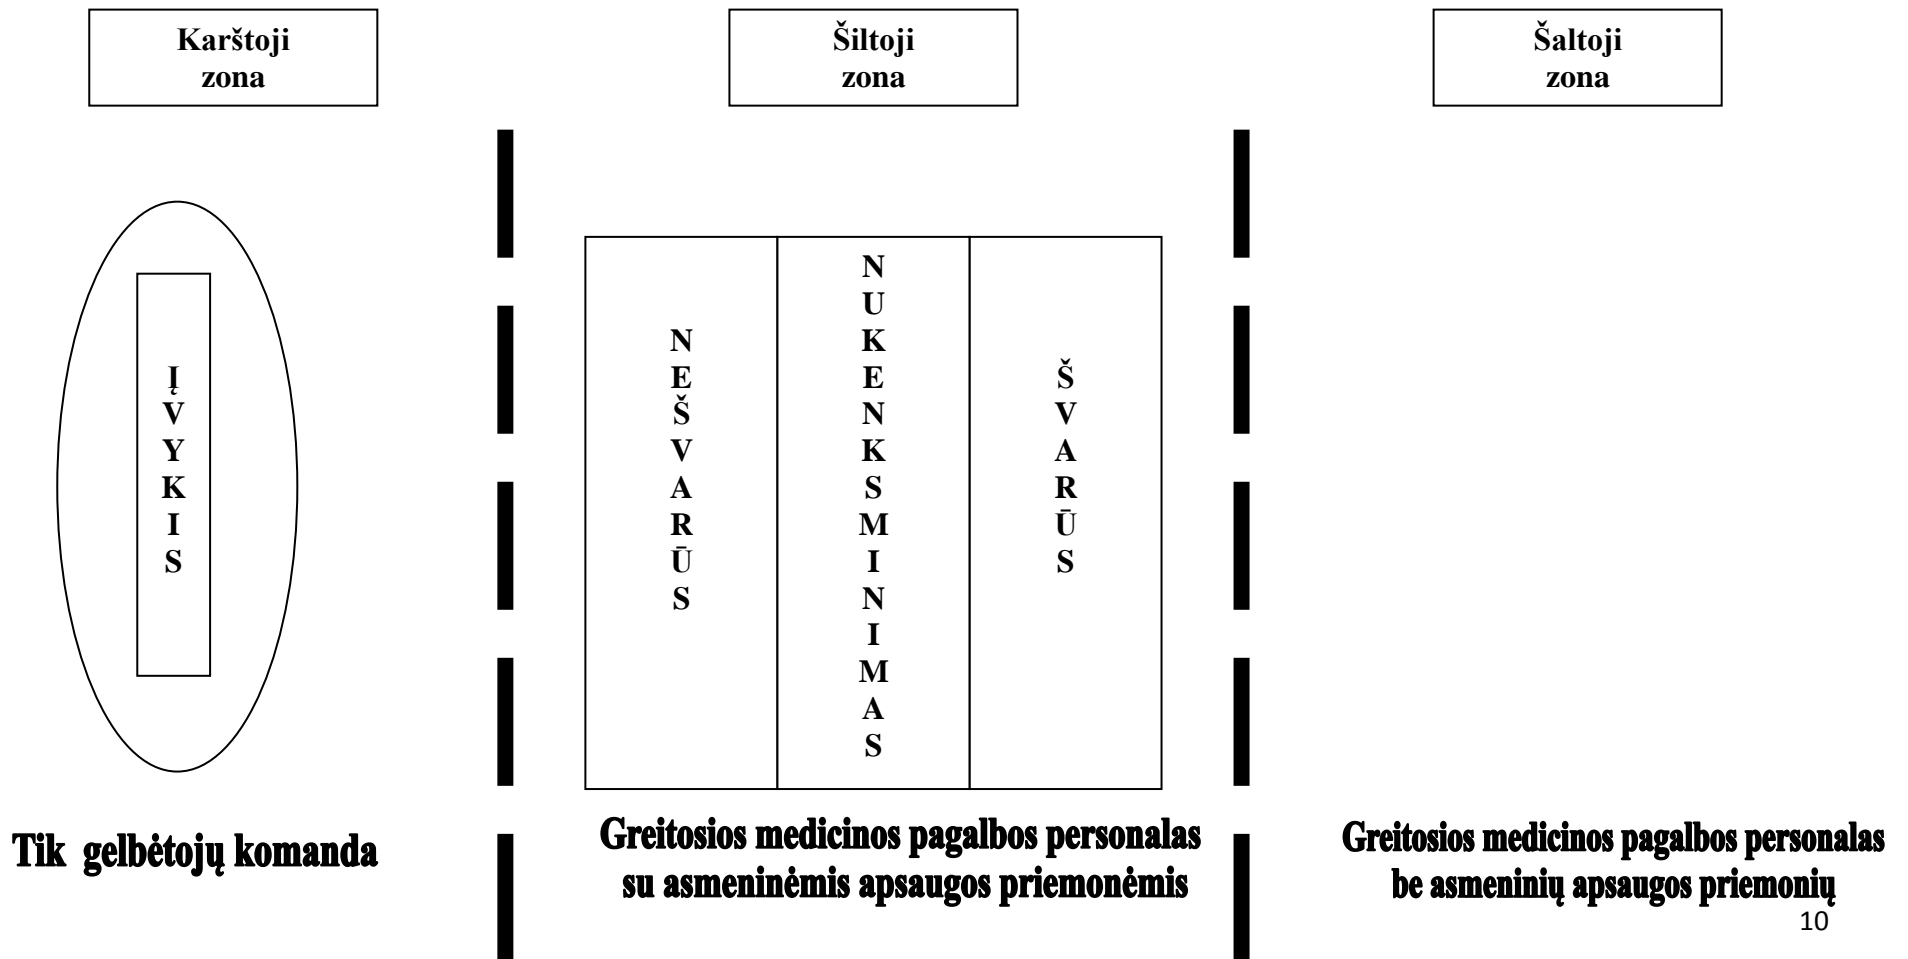 Karštoji
zona
Šiltoji
zona
Šaltoji
zona
ĮVYKIS
NEŠVARŪS
NUKENKSMINIMAS
ŠVARŪS
Tik gelbėtojų komanda
Greitosios medicinos pagalbos personalas
su asmeninėmis apsaugos priemonėmis
Greitosios medicinos pagalbos personalas
be asmeninių apsaugos priemonių
10